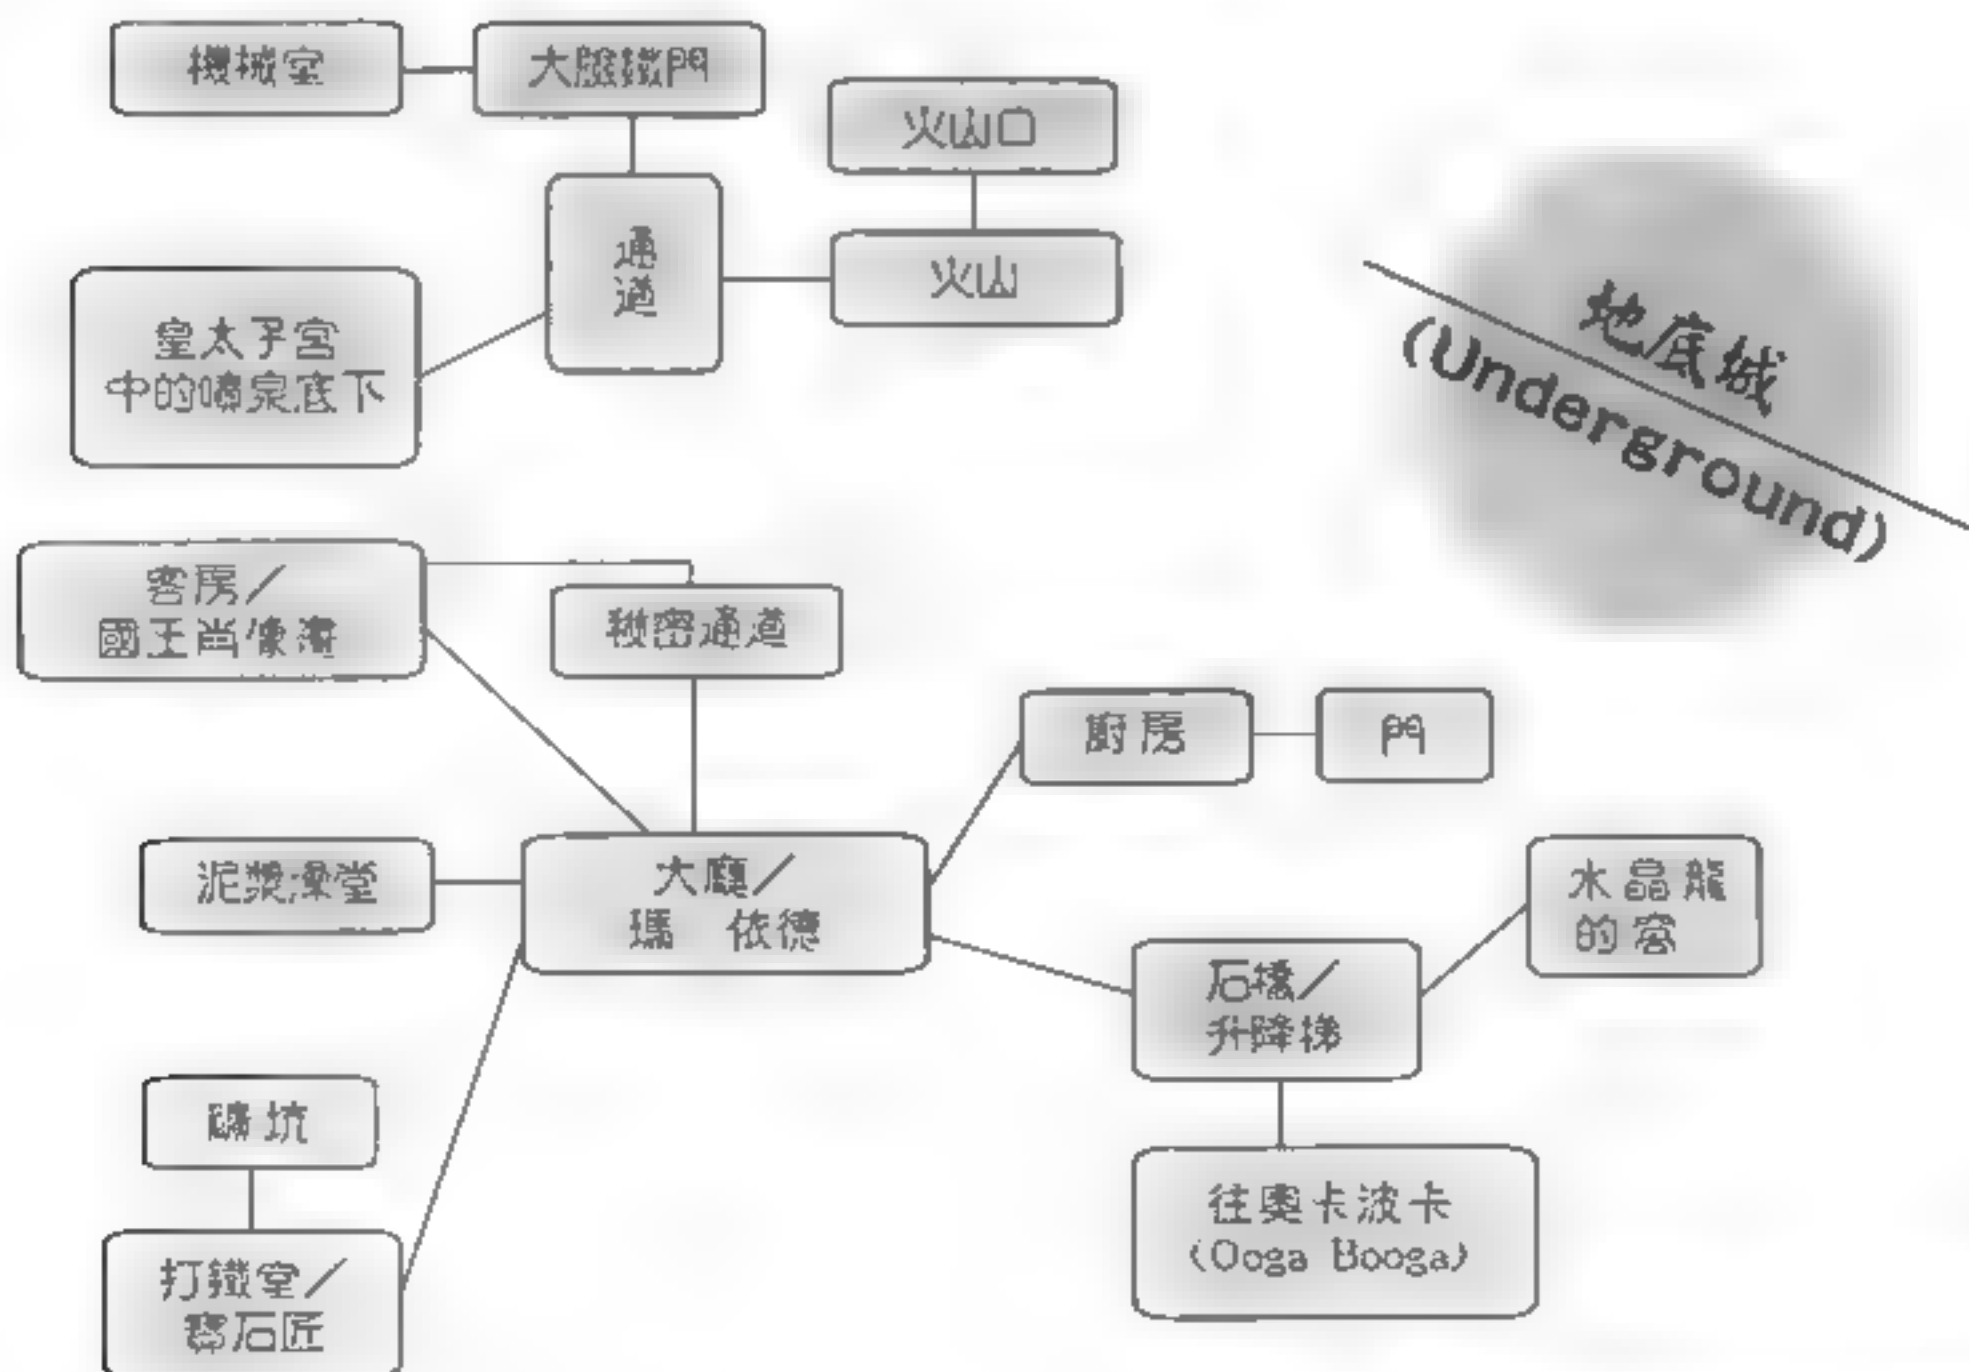 機械室
大臉鐵門
火山口
通
道
火山
皇太子宮
中的噴泉底下
地底城
(Underground)
客房／
國王肖像畫
秘密通道
廚房
門
泥漿澡堂
大廳／
瑪 依德
水晶龍
的窩
石橋／
升降梯
礦坑
往奧卡波卡
(Ooga Booga)
打鐵堂／
寶石匠